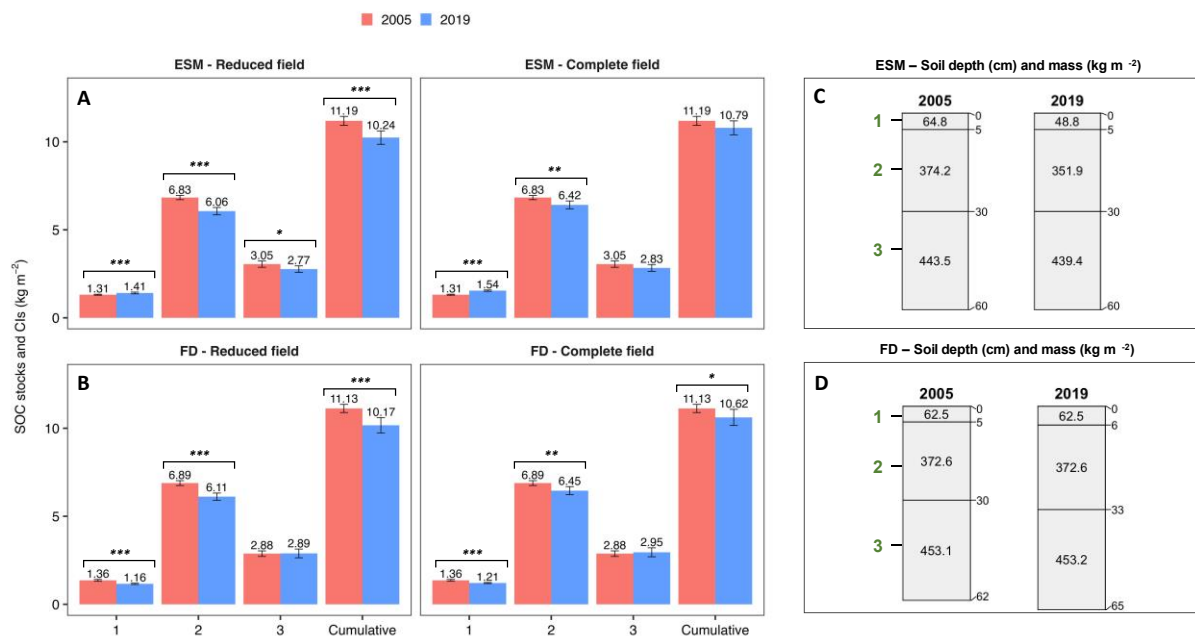 2005 2019
SOC stocks and CIs (kg m−2)
ESM - Reduced field
A
***
1.31 1.41
***
6.83 6.06
*
3.05 2.77
***
11.19 10.24
0
5
10
ESM - Complete field
***
1.31 1.54
**
6.83 6.42
3.05 2.83
11.19 10.79
FD - Reduced field
B
***
1.36 1.16
***
6.89 6.11
2.88 2.89
***
11.13 10.17
0
5
10
1 2 3 Cumulative
FD - Complete field
***
1.36 1.21
**
6.89 6.45
2.88 2.95
*
11.13 10.62
1 2 3 Cumulative
ESM – Soil depth (cm) and mass (kg m -2)
C
2005 2019
1 64.8 0 5 48.8 0 5
2 374.2 30 351.9 30
3 443.5 60 439.4 60
FD – Soil depth (cm) and mass (kg m -2)
D
2005 2019
1 62.5 0 5 62.5 0 6
2 372.6 30 372.6 33
3 453.1 62 453.2 65